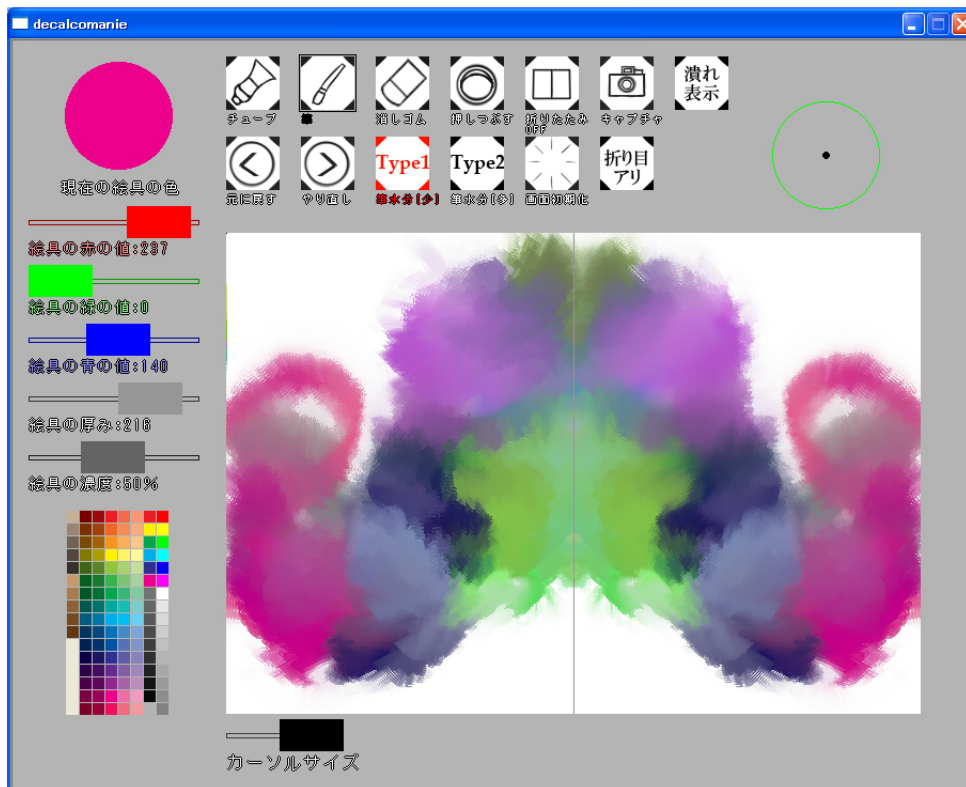 decalcomanie
チューブ
筆
消しゴム
押しつぶす
折りたたみ
OFF
キャプチャ
潰れ
表示
元に戻す
やり直し
Type1
筆水分(少)
Type2
筆水分(多)
画面初期化
折り目
アリ
現在の絵具の色
絵具の赤の値:237
絵具の緑の値:0
絵具の青の値:140
絵具の厚み:216
絵具の濃度:50%
カーソルサイズ